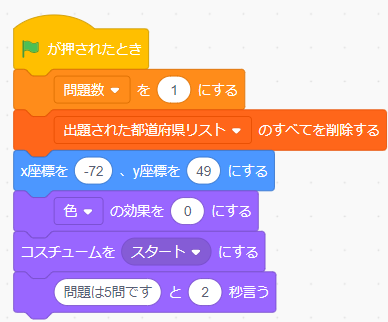 が押されたとき
問題数 を 1 にする
出題された都道府県リスト のすべてを削除する
x座標を -72 、y座標を 49 にする
色 の効果を 0 にする
コスチュームを スタート にする
問題は5問です と 2 秒言う